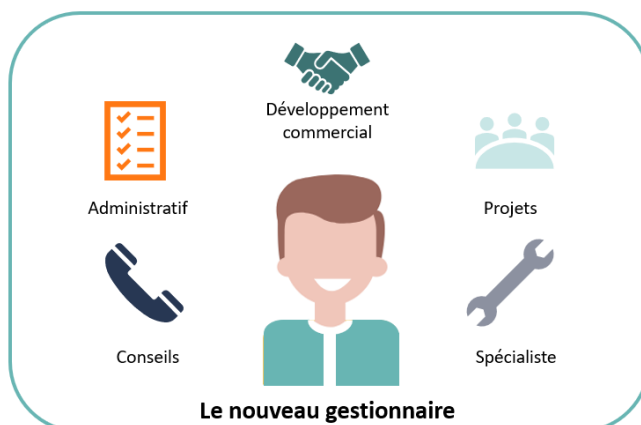 Développement
commercial
Administratif
Projets
Conseils
Spécialiste
Le nouveau gestionnaire